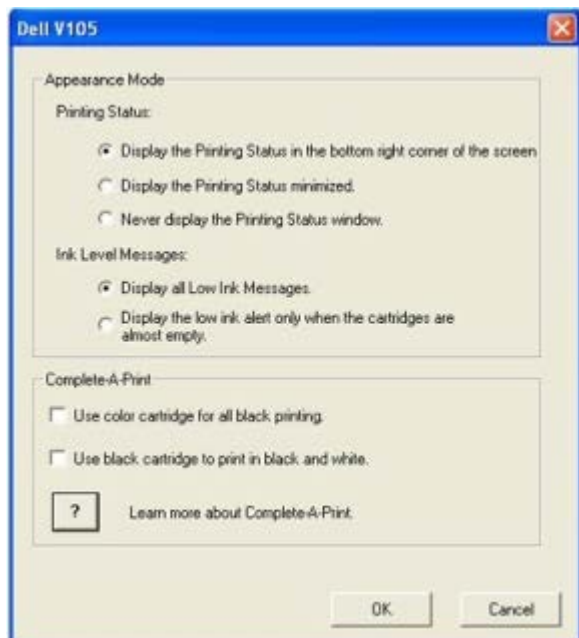 Dell V105
Appearance Mode
Printing Status:
Display the Printing Status in the bottom right corner of the screen
Display the Printing Status minimized.
Never display the Printing Status window.
Ink Level Messages:
Display all Low Ink Messages.
Display the low ink alert only when the cartridges are
almost empty.
Complete-A-Print
Use color cartridge for all black printing.
Use black cartridge to print in black and white.
?
Learn more about Complete-A-Print.
OK
Cancel